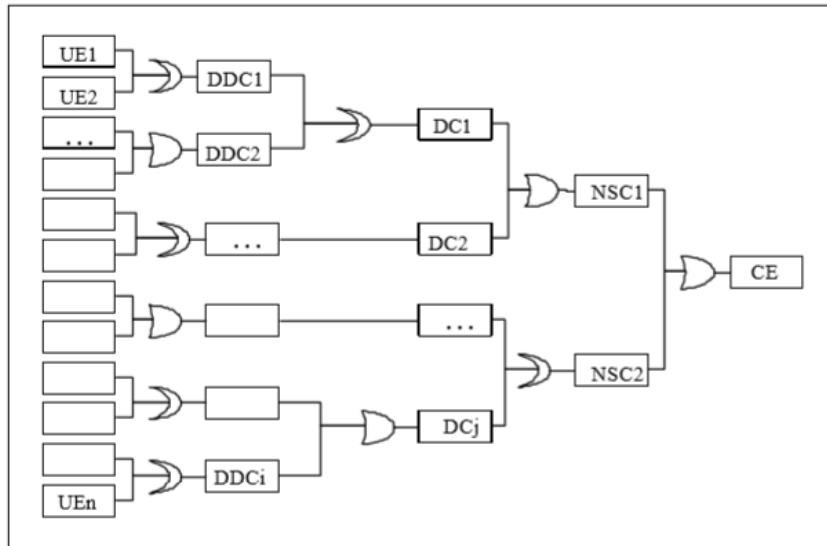 UE1
UE2
...
DDC1
DDC2
DC1
...
DC2
NSC1
CE
...
NSC2
DCj
DDCi
UEn